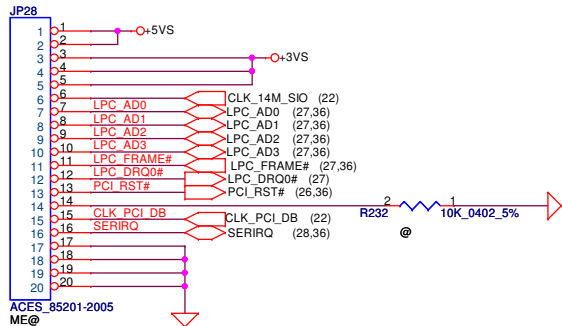 JP28
1 1 +5VS
2 2
3 3 +3VS
4 4
5 5
6 6 CLK_14M_SIO (22)
7 7 LPC_AD0 LPC_AD0 (27,36)
8 8 LPC_AD1 LPC_AD1 (27,36)
9 9 LPC_AD2 LPC_AD2 (27,36)
10 10 LPC_AD3 LPC_AD3 (27,36)
11 11 LPC_FRAME# LPC_FRAME# (27,36)
12 12 LPC_DRQ0# LPC_DRQ0# (27)
13 13 PCI_RST# PCI_RST# (26,36)
14 14 2 1
R232 10K_0402_5%
15 15 CLK_PCI_DB CLK_PCI_DB (22)
16 16 SERIRQ SERIRQ (28,36)
@
17 17
18 18
19 19
20 20
ACES_85201-2005
ME@